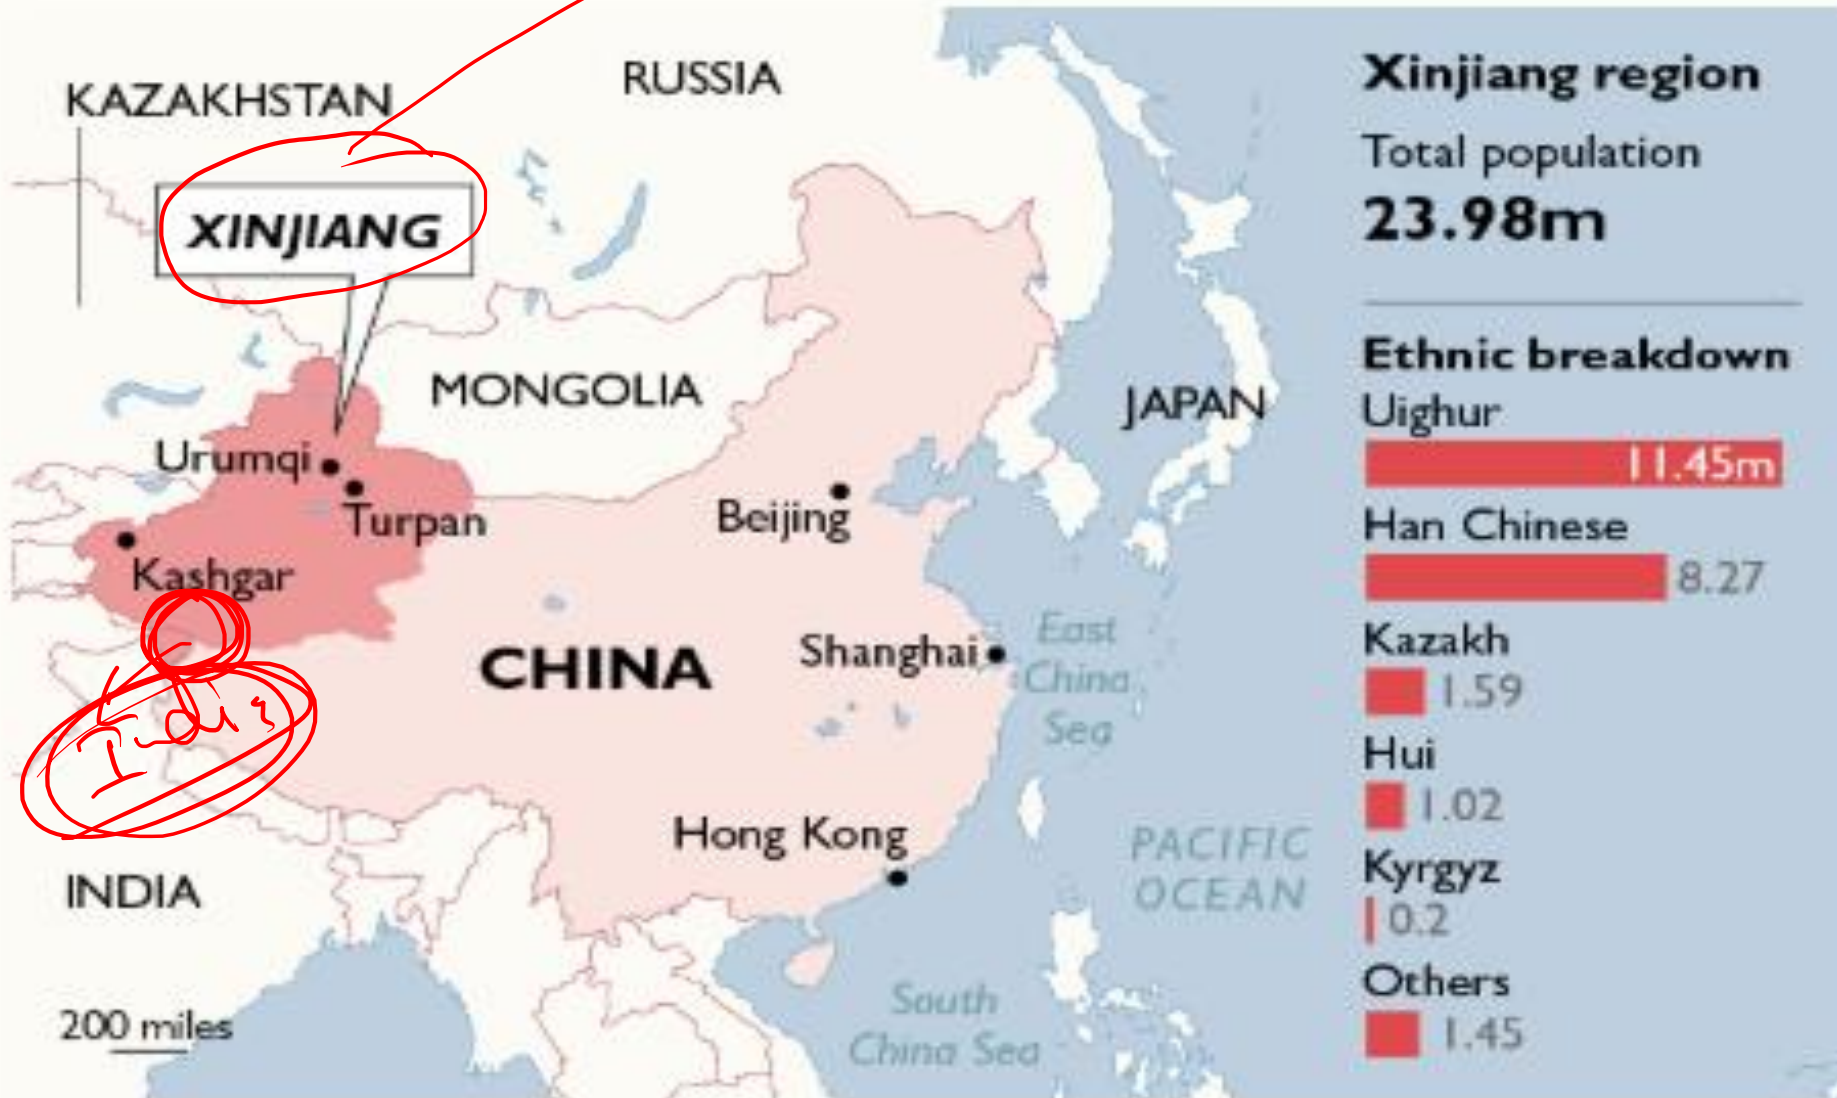 KAZAKHSTAN
RUSSIA
XINJIANG
MONGOLIA
JAPAN
Urumqi
Turpan
Beijing
Kashgar
CHINA
Shanghai
East
China
Sea
India
Hong Kong
PACIFIC
OCEAN
INDIA
South
China Sea
200 miles
Xinjiang region
Total population
23.98m
Ethnic breakdown
Uighur
11.45m
Han Chinese
8.27
Kazakh
1.59
Hui
1.02
Kyrgyz
0.2
Others
1.45